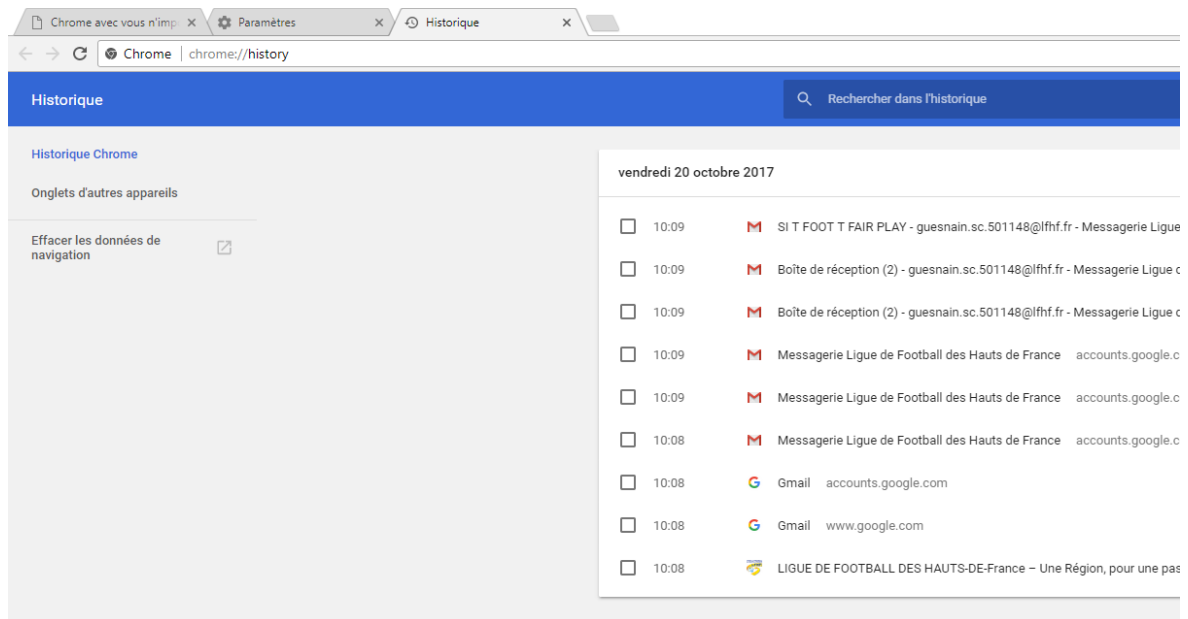 Chrome avec vous n'imp
Paramètres
Historique
Chrome | chrome://history
Historique
Rechercher dans l'historique
Historique Chrome
Onglets d'autres appareils
Effacer les données de
navigation
vendredi 20 octobre 2017
10:09 SI T FOOT T FAIR PLAY - guesnain.sc.501148@lfhf.fr - Messagerie Ligue
10:09 Boîte de réception (2) - guesnain.sc.501148@lfhf.fr - Messagerie Ligue d
10:09 Boîte de réception (2) - guesnain.sc.501148@lfhf.fr - Messagerie Ligue d
10:09 Messagerie Ligue de Football des Hauts de France accounts.google.c
10:09 Messagerie Ligue de Football des Hauts de France accounts.google.c
10:08 Messagerie Ligue de Football des Hauts de France accounts.google.c
10:08 Gmail accounts.google.com
10:08 Gmail www.google.com
10:08 LIGUE DE FOOTBALL DES HAUTS-DE-France – Une Région, pour une pas